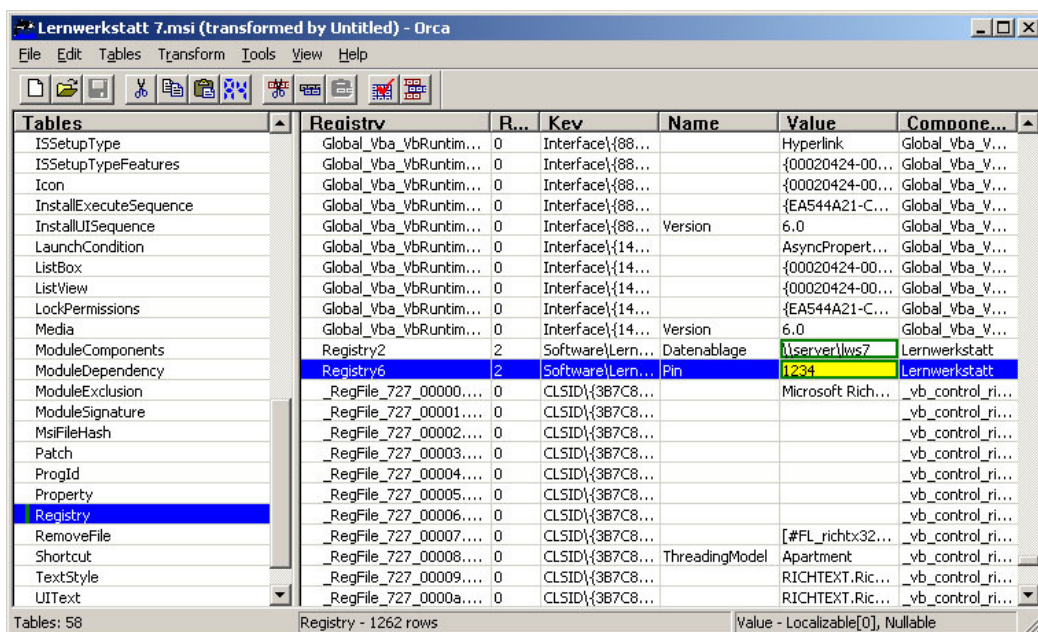 Lernwerkstatt 7.msi (transformed by Untitled) - Orca
File Edit Tables Transform Tools View Help
Tables Registry R... Key Name Value Compone...
ISSetupType Global_Vba_VbRuntim... 0 Interface\{88... Hyperlink Global_Vba_V...
ISSetupTypeFeatures Global_Vba_VbRuntim... 0 Interface\{88... {00020424-00... Global_Vba_V...
Icon Global_Vba_VbRuntim... 0 Interface\{88... {00020424-00... Global_Vba_V...
InstallExecuteSequence Global_Vba_VbRuntim... 0 Interface\{88... {EA544A21-C... Global_Vba_V...
InstallUISequence Global_Vba_VbRuntim... 0 Interface\{88... Version 6.0 Global_Vba_V...
LaunchCondition Global_Vba_VbRuntim... 0 Interface\{14... AsyncPropert... Global_Vba_V...
ListBox Global_Vba_VbRuntim... 0 Interface\{14... {00020424-00... Global_Vba_V...
ListView Global_Vba_VbRuntim... 0 Interface\{14... {00020424-00... Global_Vba_V...
LockPermissions Global_Vba_VbRuntim... 0 Interface\{14... {EA544A21-C... Global_Vba_V...
Media Global_Vba_VbRuntim... 0 Interface\{14... Version 6.0 Global_Vba_V...
ModuleComponents Registry2 2 Software\Lern... Datenablage \\server\lws7 Lernwerkstatt
ModuleDependency Registry6 2 Software\Lern... Pin 1234 Lernwerkstatt
ModuleExclusion _RegFile_727_00000.... 0 CLSID\{3B7C8... Microsoft Rich... _vb_control_ri...
ModuleSignature _RegFile_727_00001.... 0 CLSID\{3B7C8... _vb_control_ri...
MsiFileHash _RegFile_727_00002.... 0 CLSID\{3B7C8... _vb_control_ri...
Patch _RegFile_727_00003.... 0 CLSID\{3B7C8... _vb_control_ri...
ProgId _RegFile_727_00004.... 0 CLSID\{3B7C8... _vb_control_ri...
Property _RegFile_727_00005.... 0 CLSID\{3B7C8... _vb_control_ri...
Registry _RegFile_727_00006.... 0 CLSID\{3B7C8... _vb_control_ri...
RemoveFile _RegFile_727_00007.... 0 CLSID\{3B7C8... [#FL_richtx32... _vb_control_ri...
Shortcut _RegFile_727_00008.... 0 CLSID\{3B7C8... ThreadingModel Apartment _vb_control_ri...
TextStyle _RegFile_727_00009.... 0 CLSID\{3B7C8... RICHTEXT.Ric... _vb_control_ri...
UIText _RegFile_727_0000a.... 0 CLSID\{3B7C8... RICHTEXT.Ric... _vb_control_ri...
Tables: 58 Registry - 1262 rows Value - Localizable[0], Nullable